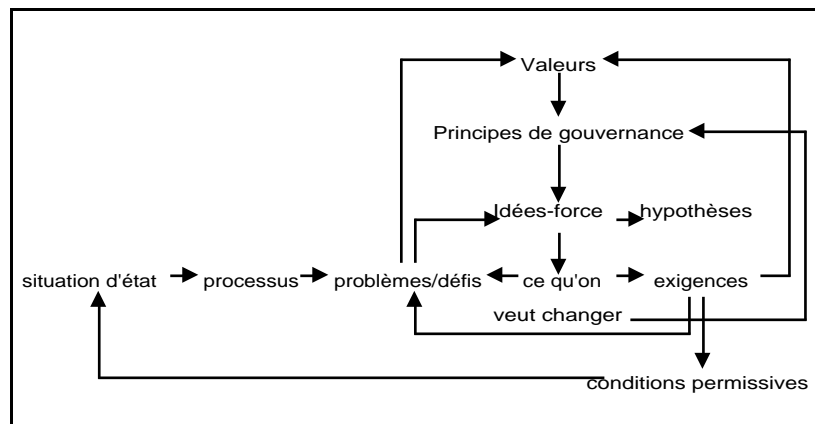 Valeurs
Principes de gouvernance
Idées-force hypothèses
situation d'état processus problèmes/défis ce qu'on exigences
veut changer
conditions permissives